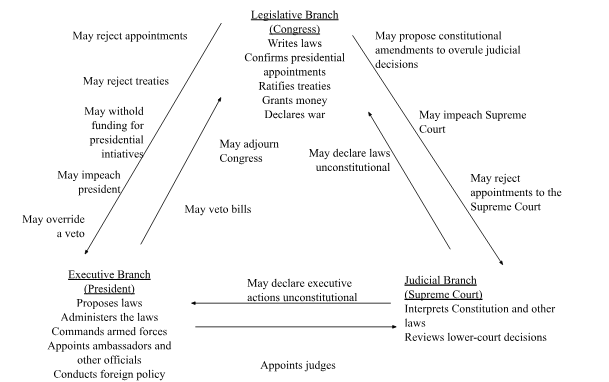 Legislative Branch
(Congress)
Writes laws
Confirms presidential
appointments
Ratifies treaties
Grants money
Declares war
May reject appointments
May reject treaties
May withold
funding for
presidential
intiatives
May impeach
president
May override
a veto
May adjourn
Congress
May veto bills
May propose constitutional
amendments to overule judicial
decisions
May impeach Supreme
Court
May reject
appointments to the
Supreme Court
May declare laws
unconstitutional
Executive Branch
(President)
Proposes laws
Administers the laws
Commands armed forces
Appoints ambassadors and
other officials
Conducts foreign policy
May declare executive
actions unconstitutional
Appoints judges
Judicial Branch
(Supreme Court)
Interprets Constitution and other
laws
Reviews lower-court decisions